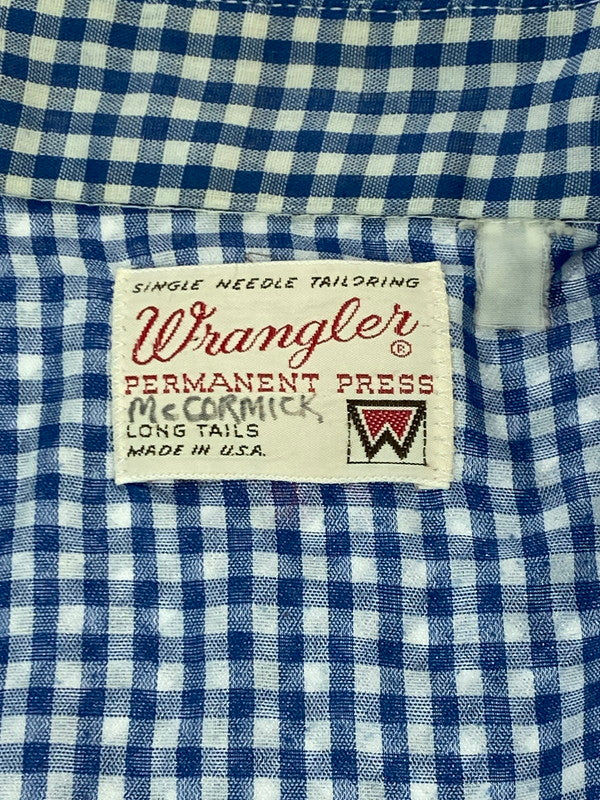 SINGLE NEEDLE TAILORING
Wrangler ®
PERMANENT PRESS
McCORMICK
LONG TAILS
MADE IN U.S.A.
W